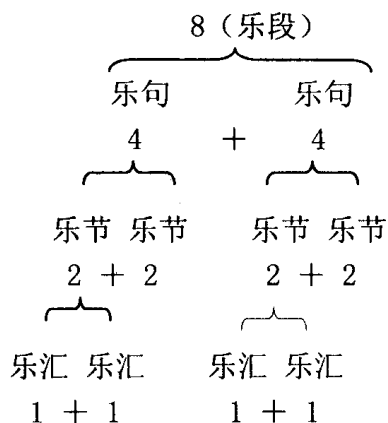 8（乐段）
乐句 乐句
4 + 4
乐节 乐节 乐节 乐节
2 + 2 2 + 2
乐汇 乐汇 乐汇 乐汇
1 + 1 1 + 1